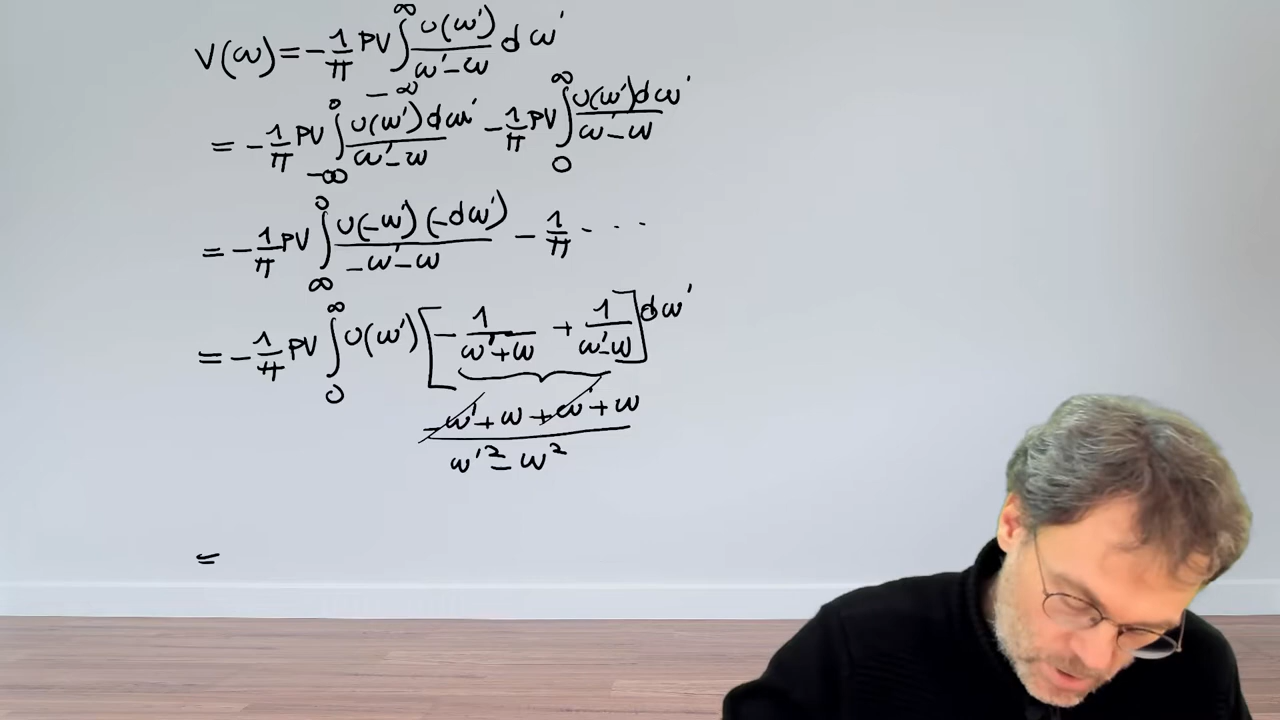 V(ω) = -1/π PV ∫_{-∞}^{∞} U(ω')/(ω'-ω) dω'
= -1/π PV ∫_{-∞}^{0} U(ω')dω'/(ω'-ω) - 1/π PV ∫_{0}^{∞} U(ω')dω'/(ω'-ω)
= -1/π PV ∫_{∞}^{0} U(-ω')(-dω')/(-ω'-ω) - 1/π · · ·
= -1/π PV ∫_{0}^{∞} U(ω') [ - 1/(ω'+ω) + 1/(ω'-ω) ] dω'
(-ω' + ω + ω' + ω)/(ω'² - ω²)
=